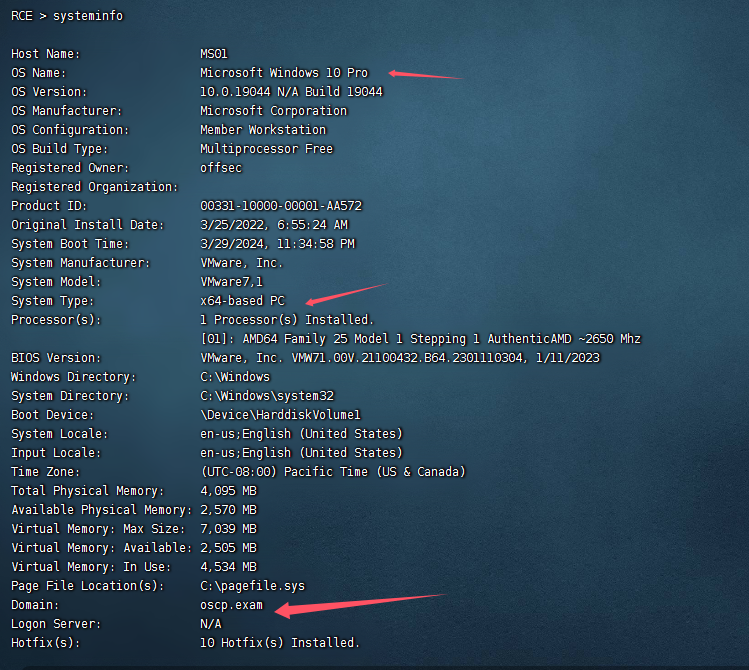 RCE > systeminfo
Host Name: MS01
OS Name: Microsoft Windows 10 Pro
OS Version: 10.0.19044 N/A Build 19044
OS Manufacturer: Microsoft Corporation
OS Configuration: Member Workstation
OS Build Type: Multiprocessor Free
Registered Owner: offsec
Registered Organization:
Product ID: 00331-10000-00001-AA572
Original Install Date: 3/25/2022, 6:55:24 AM
System Boot Time: 3/29/2024, 11:34:58 PM
System Manufacturer: VMware, Inc.
System Model: VMware7,1
System Type: x64-based PC
Processor(s): 1 Processor(s) Installed.
[01]: AMD64 Family 25 Model 1 Stepping 1 AuthenticAMD ~2650 Mhz
BIOS Version: VMware, Inc. VMW71.00V.21100432.B64.2301110304, 1/11/2023
Windows Directory: C:\Windows
System Directory: C:\Windows\system32
Boot Device: \Device\HarddiskVolume1
System Locale: en-us;English (United States)
Input Locale: en-us;English (United States)
Time Zone: (UTC-08:00) Pacific Time (US & Canada)
Total Physical Memory: 4,095 MB
Available Physical Memory: 2,570 MB
Virtual Memory: Max Size: 7,039 MB
Virtual Memory: Available: 2,505 MB
Virtual Memory: In Use: 4,534 MB
Page File Location(s): C:\pagefile.sys
Domain: oscp.exam
Logon Server: N/A
Hotfix(s): 10 Hotfix(s) Installed.